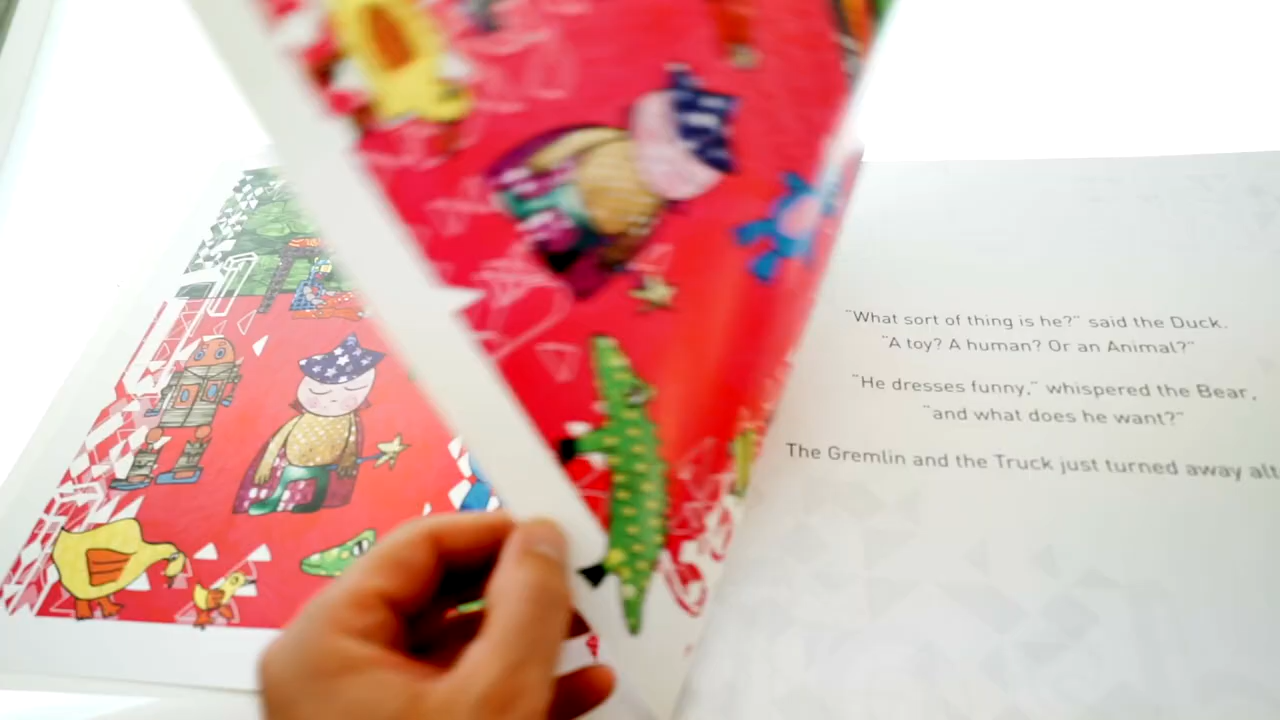 "What sort of thing is he?" said the Duck.
"A toy? A human? Or an Animal?"
"He dresses funny," whispered the Bear,
"and what does he want?"
The Gremlin and the Truck just turned away alt